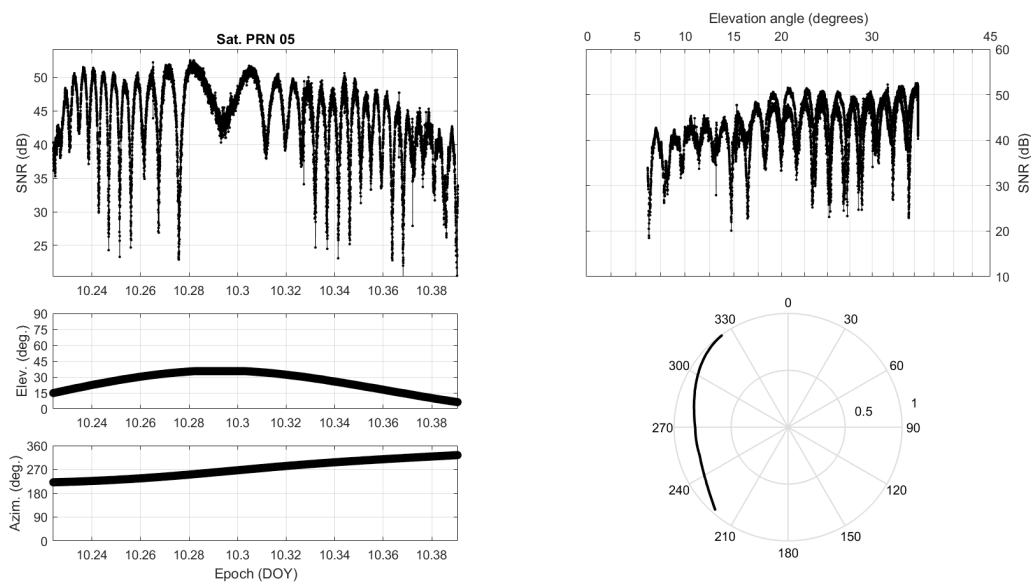 Sat. PRN 05
50
45
40
35
30
25
SNR (dB)
10.24 10.26 10.28 10.3 10.32 10.34 10.36 10.38
90
75
60
45
30
15
0
Elev. (deg.)
10.24 10.26 10.28 10.3 10.32 10.34 10.36 10.38
360
270
180
90
0
Azim. (deg.)
10.24 10.26 10.28 10.3 10.32 10.34 10.36 10.38
Epoch (DOY)
Elevation angle (degrees)
0 5 10 15 20 30 45
60
50
40
30
20
10
SNR (dB)
0
330 30
300 60
0.5 1
270 90
240 120
210 150
180